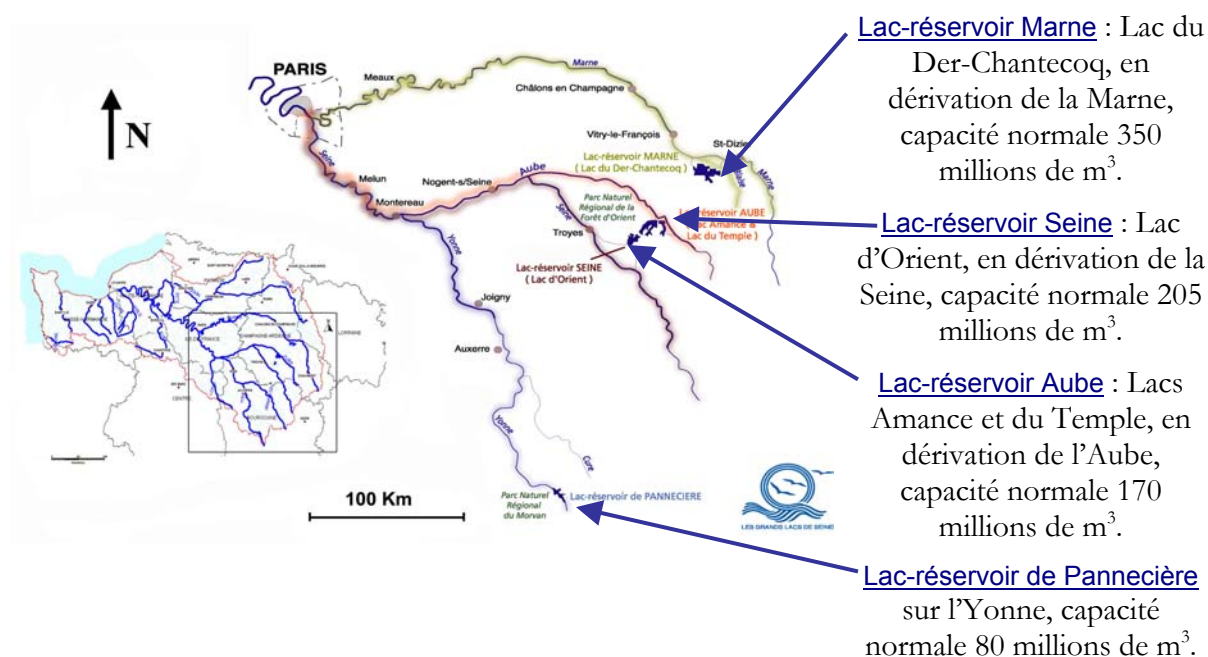 PARIS
N
Meaux
Marne
Châlons en Champagne
Vitry-le-François
St-Dizier
Lac-réservoir MARNE
( Lac du Der-Chantecoq )
Marne
Seine
Melun
Montereau
Nogent-s/Seine
Aube
Parc Naturel
Régional de la
Forêt d'Orient
Seine
Troyes
Lac-réservoir AUBE
Lac du Temple )
Lac-réservoir SEINE
( Lac d'Orient )
Yonne
Joigny
Auxerre
Yonne
Cure
Parc Naturel
Régional
du Morvan
Lac-réservoir de PANNECIERE
100 Km
LES GRANDS LACS DE SEINE
LORRAINE
CENTRE
BOURGOGNE
Lac-réservoir Marne : Lac du
Der-Chantecoq, en
dérivation de la Marne,
capacité normale 350
millions de m³.
Lac-réservoir Seine : Lac
d'Orient, en dérivation de la
Seine, capacité normale 205
millions de m³.
Lac-réservoir Aube : Lacs
Amance et du Temple, en
dérivation de l'Aube,
capacité normale 170
millions de m³.
Lac-réservoir de Pannecière
sur l'Yonne, capacité
normale 80 millions de m³.